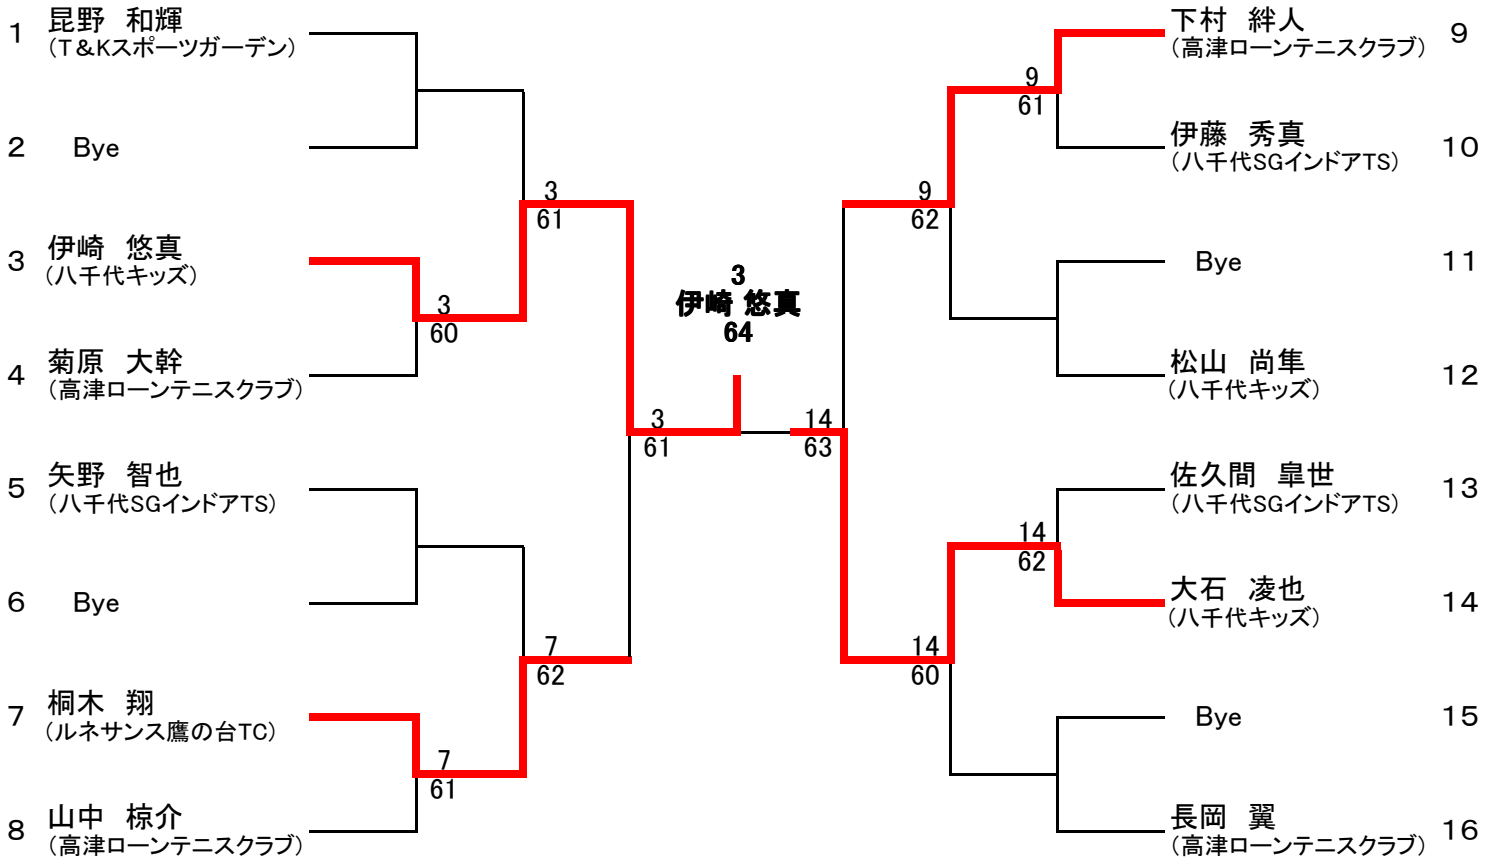 1 昆野 和輝
(T&Kスポーツガーデン)
2 Bye
3 伊崎 悠真
(八千代キッズ)
4 菊原 大幹
(高津ローンテニスクラブ)
5 矢野 智也
(八千代SGインドアTS)
6 Bye
7 桐木 翔
(ルネサンス鷹の台TC)
8 山中 椋介
(高津ローンテニスクラブ)
3
60
7
61
3
61
7
62
3
61
3
伊崎 悠真
64
14
63
9
62
14
60
9
61
14
62
下村 絆人 9
(高津ローンテニスクラブ)
伊藤 秀真 10
(八千代SGインドアTS)
Bye 11
松山 尚隼 12
(八千代キッズ)
佐久間 皐世 13
(八千代SGインドアTS)
大石 凌也 14
(八千代キッズ)
Bye 15
長岡 翼 16
(高津ローンテニスクラブ)